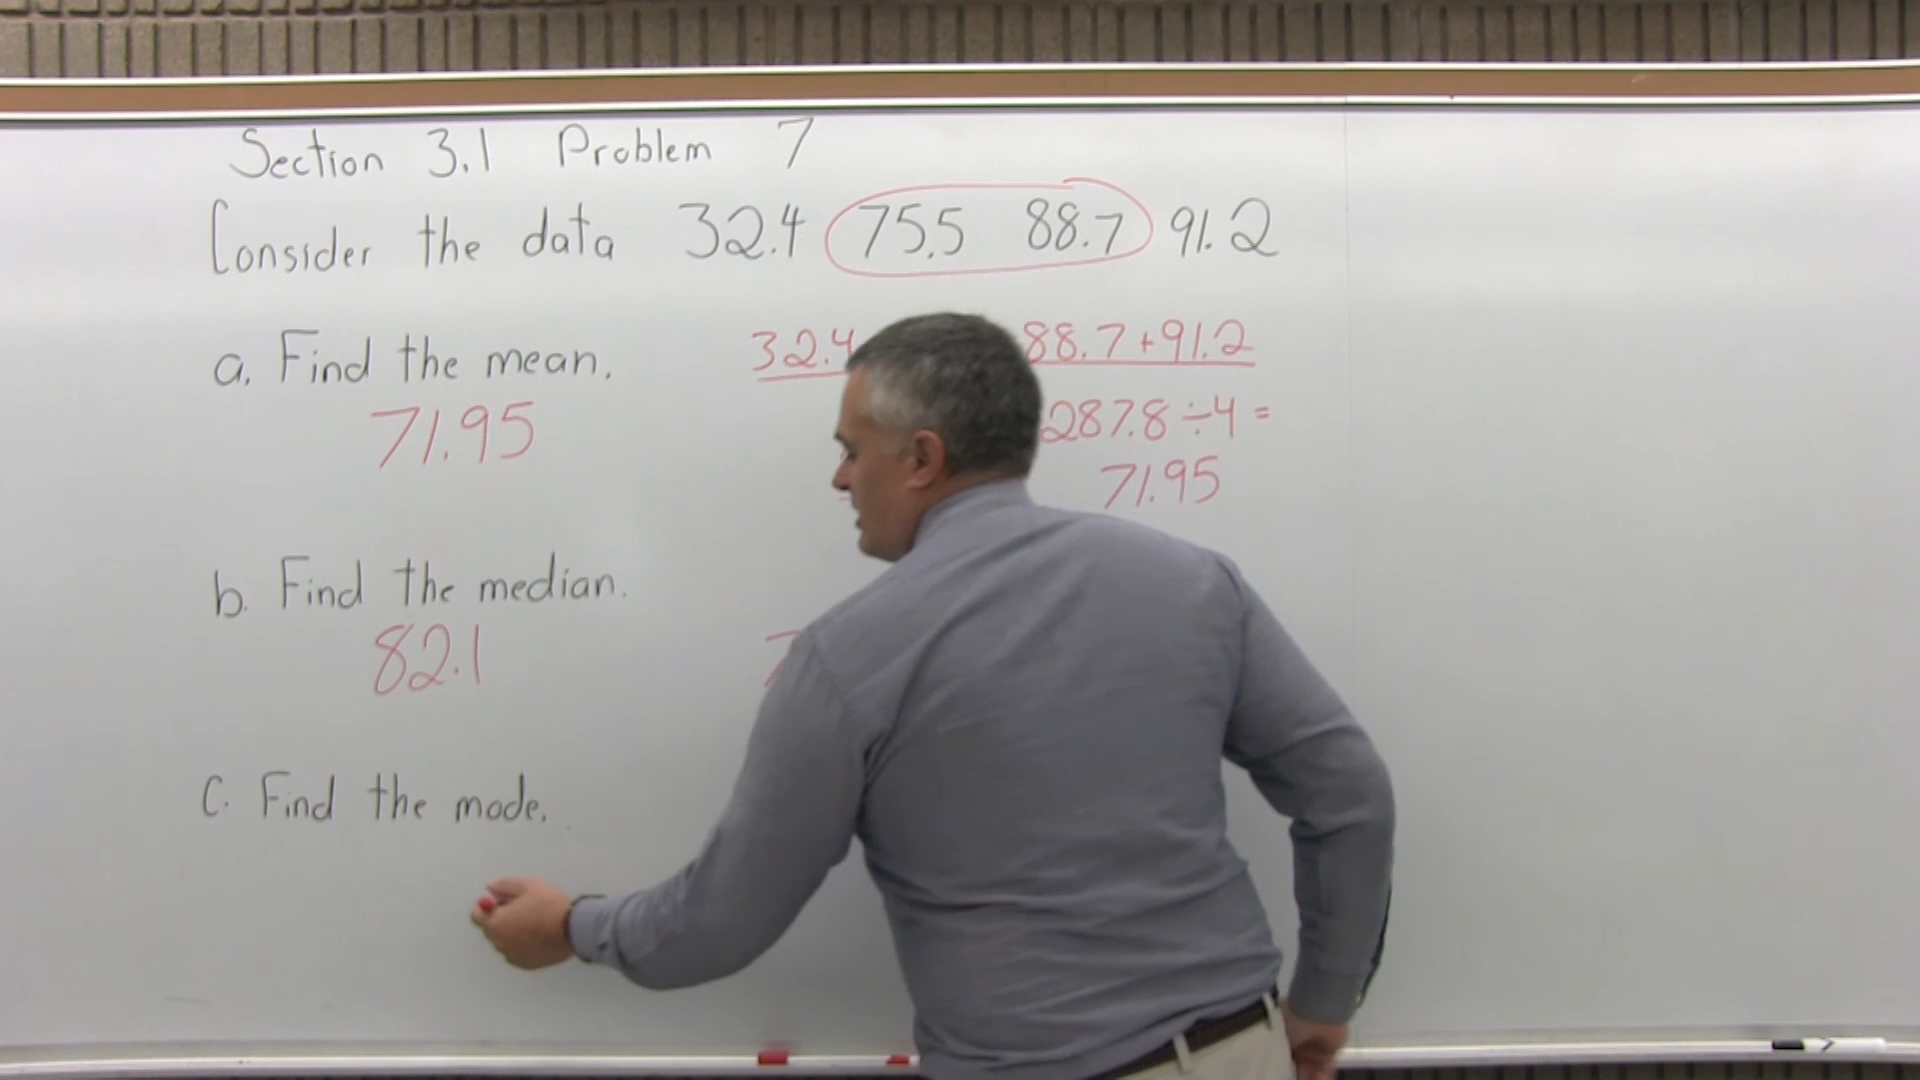 Section 3.1 Problem 7
Consider the data 32.4 75.5 88.7 91.2
a. Find the mean. 32.4 88.7+91.2
71.95 287.8÷4=
71.95
b. Find the median.
82.1 7
c. Find the mode.